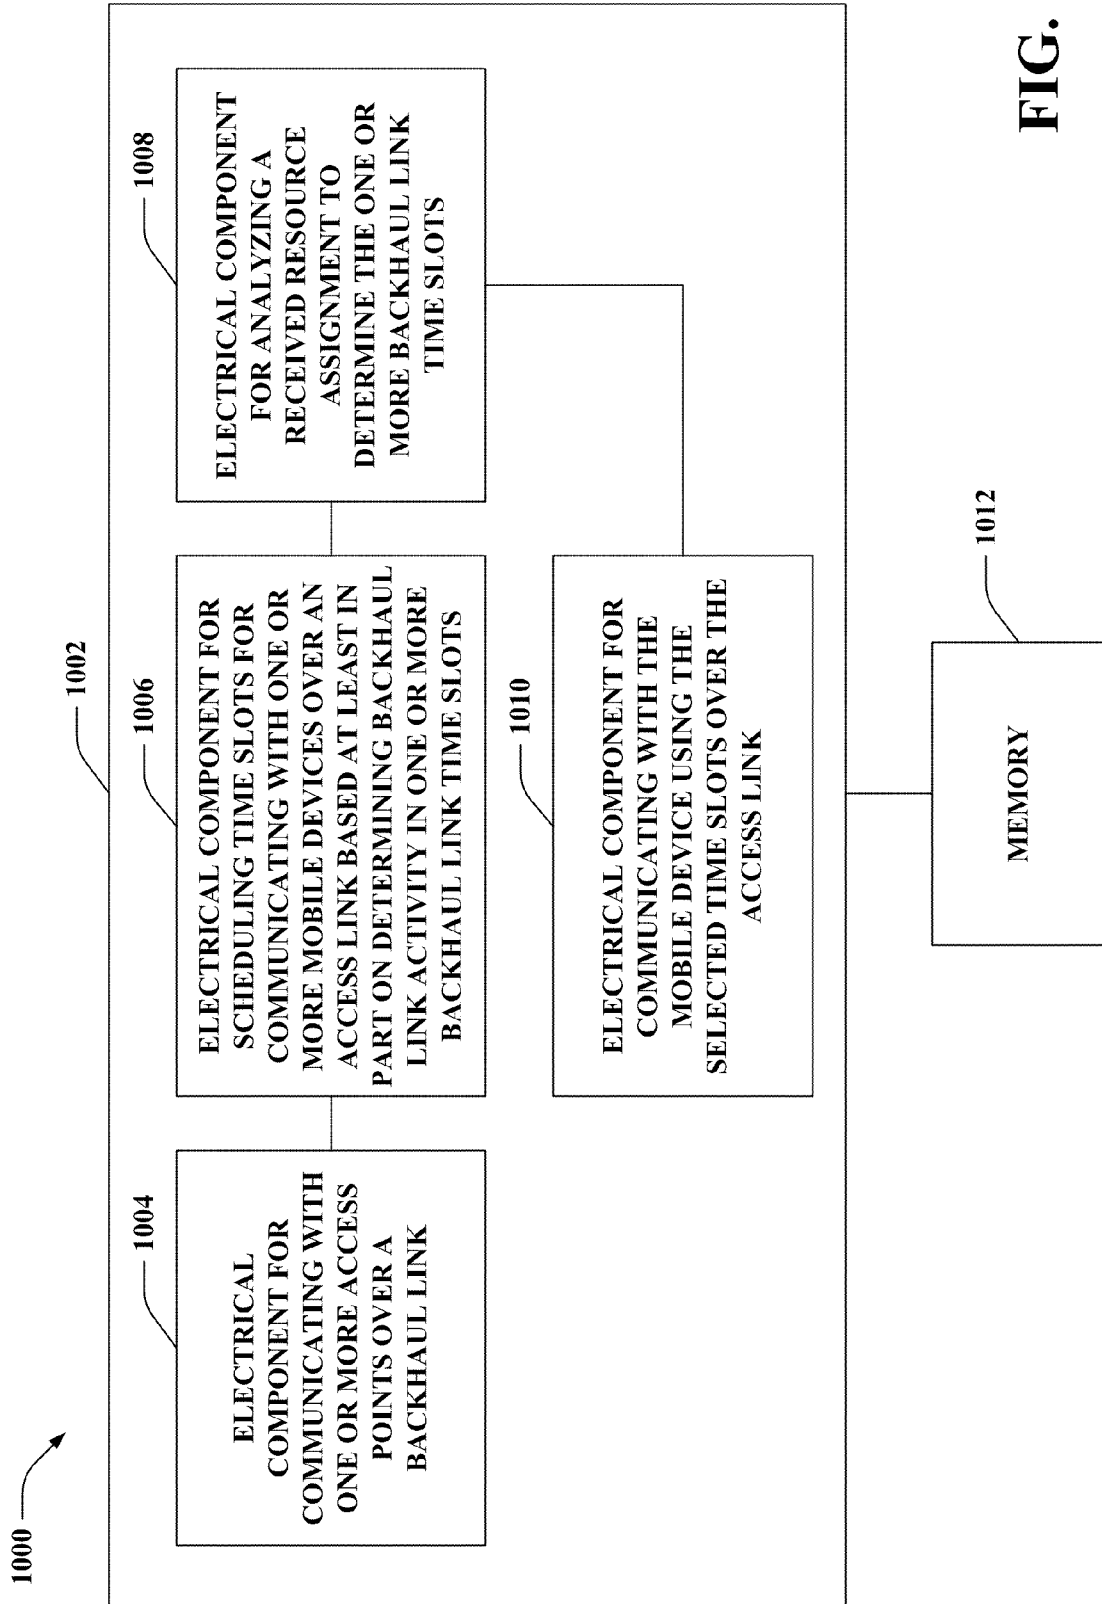 1000
1002
1004
ELECTRICAL
COMPONENT FOR
COMMUNICATING WITH
ONE OR MORE ACCESS
POINTS OVER A
BACKHAUL LINK
1006
ELECTRICAL COMPONENT FOR
SCHEDULING TIME SLOTS FOR
COMMUNICATING WITH ONE OR
MORE MOBILE DEVICES OVER AN
ACCESS LINK BASED AT LEAST IN
PART ON DETERMINING BACKHAUL
LINK ACTIVITY IN ONE OR MORE
BACKHAUL LINK TIME SLOTS
1008
ELECTRICAL COMPONENT
FOR ANALYZING A
RECEIVED RESOURCE
ASSIGNMENT TO
DETERMINE THE ONE OR
MORE BACKHAUL LINK
TIME SLOTS
1010
ELECTRICAL COMPONENT FOR
COMMUNICATING WITH THE
MOBILE DEVICE USING THE
SELECTED TIME SLOTS OVER THE
ACCESS LINK
1012
MEMORY
FIG.